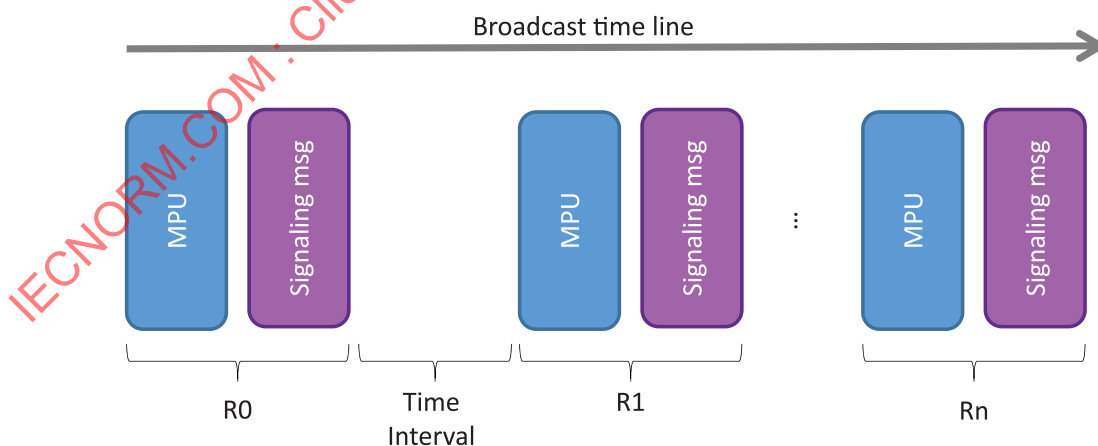 Broadcast time line
IECNORM.COM : Clic
MPU
Signaling msg
MPU
Signaling msg
...
MPU
Signaling msg
R0
Time
Interval
R1
Rn